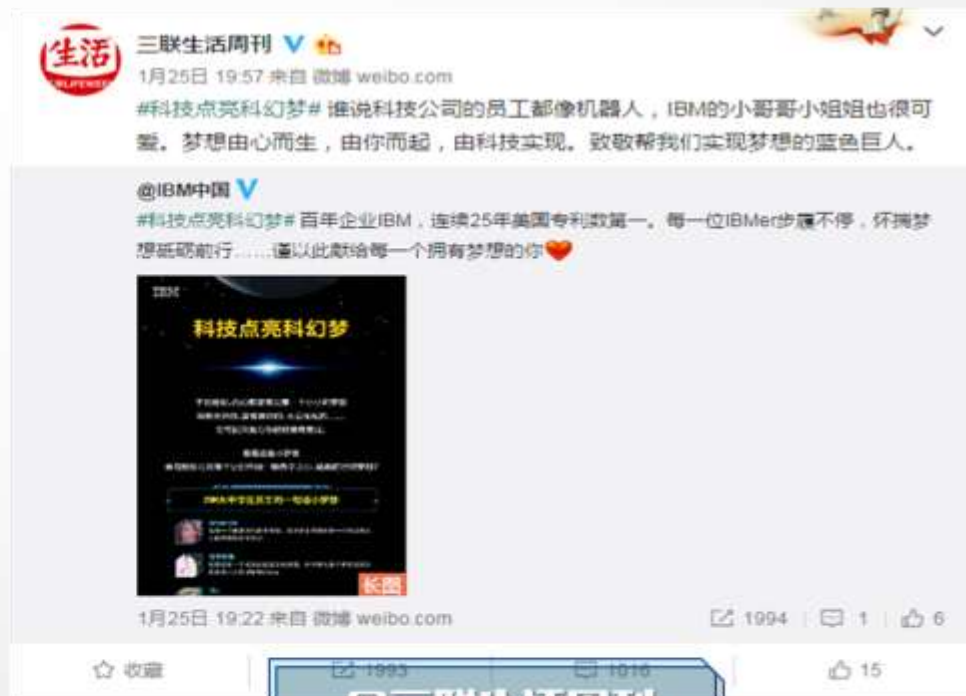 生活
三联生活周刊
1月25日 19:57 来自 微博 weibo.com
#科技点亮科幻梦# 谁说科技公司的员工都像机器人，IBM的小哥哥小姐姐也很可
爱。梦想由心而生，由你而起，由科技实现。致敬帮我们实现梦想的蓝色巨人。
@IBM中国
#科技点亮科幻梦# 百年企业IBM，连续25年美国专利数第一。每一位IBMer步履不停，怀揣梦
想砥砺前行……谨以此献给每一个拥有梦想的你
IBM
科技点亮科幻梦
长图
1月25日 19:22 来自 微博 weibo.com
1994 1 6
收藏 1993 1016 15
@三联生活周刊